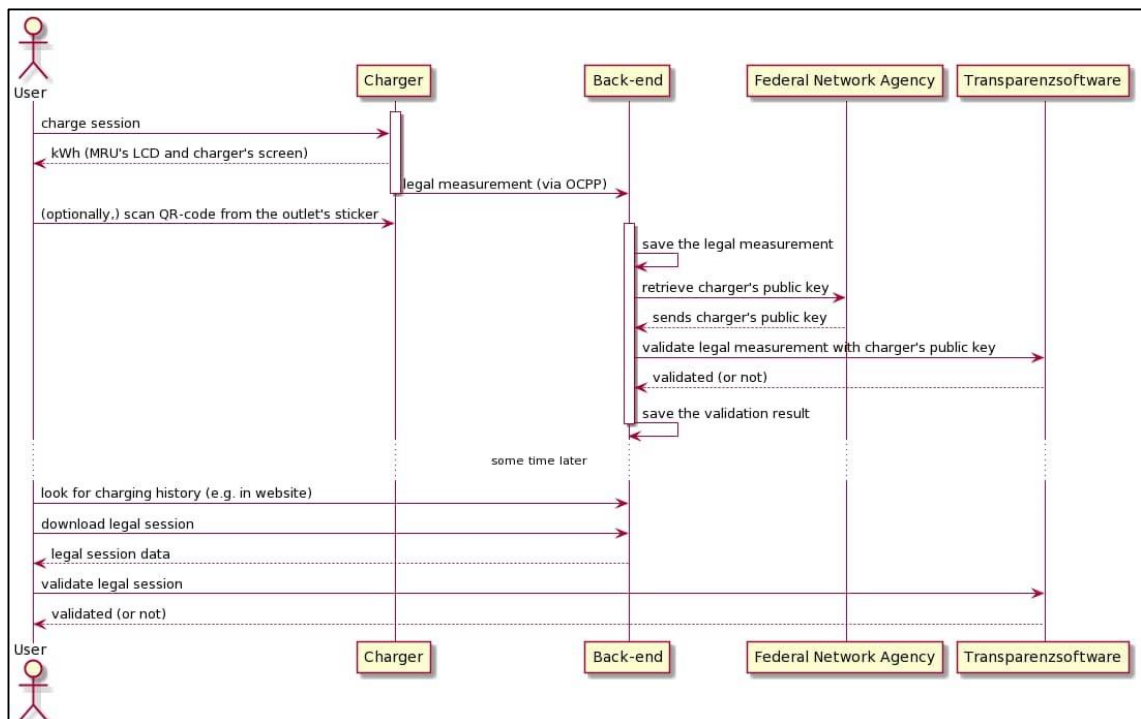 User
Charger
Back-end
Federal Network Agency
Transparenzsoftware
charge session
kWh (MRU's LCD and charger's screen)
legal measurement (via OCPP)
(optionally,) scan QR-code from the outlet's sticker
save the legal measurement
retrieve charger's public key
sends charger's public key
validate legal measurement with charger's public key
validated (or not)
save the validation result
some time later
look for charging history (e.g. in website)
download legal session
legal session data
validate legal session
validated (or not)
User
Charger
Back-end
Federal Network Agency
Transparenzsoftware